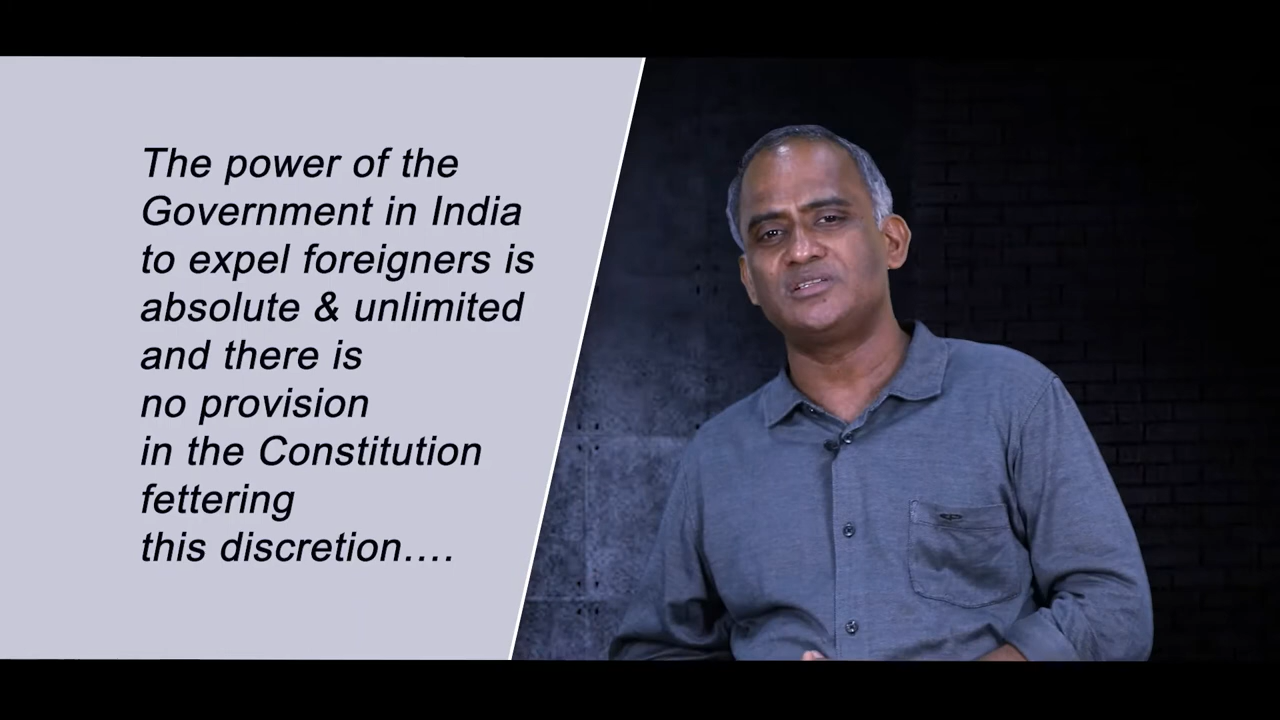 The power of the
Government in India
to expel foreigners is
absolute & unlimited
and there is
no provision
in the Constitution
fettering
this discretion....